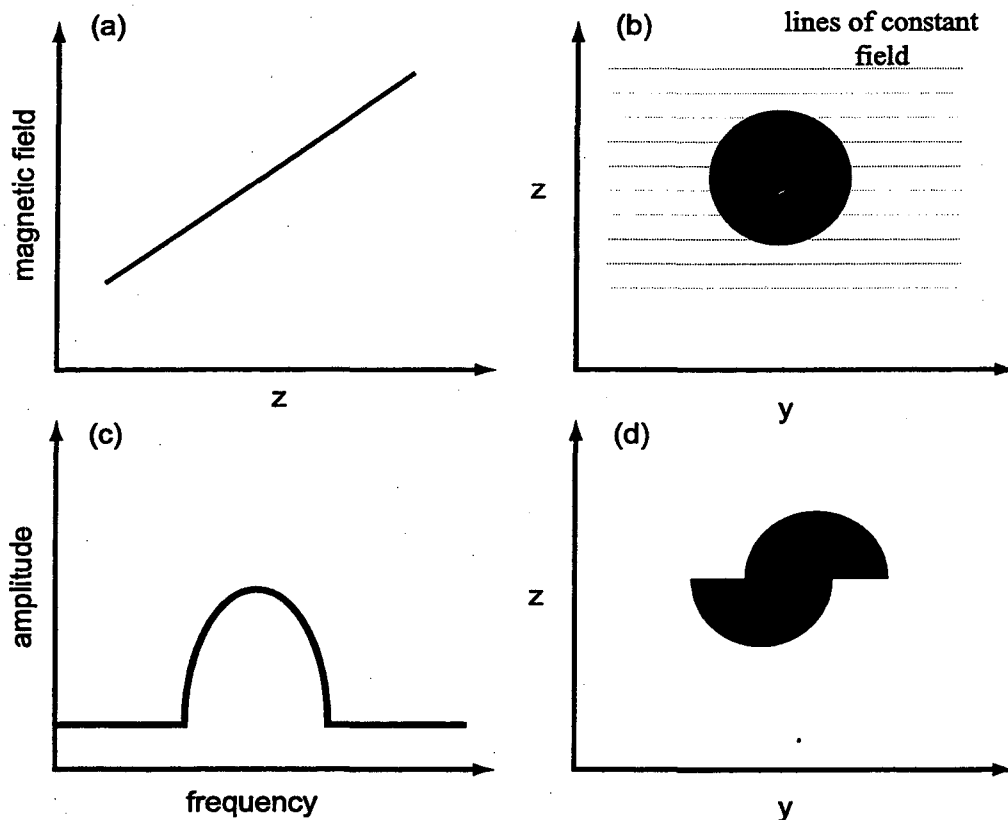 (a)
magnetic field
z
(b)
lines of constant
field
z
y
(c)
amplitude
frequency
(d)
z
y